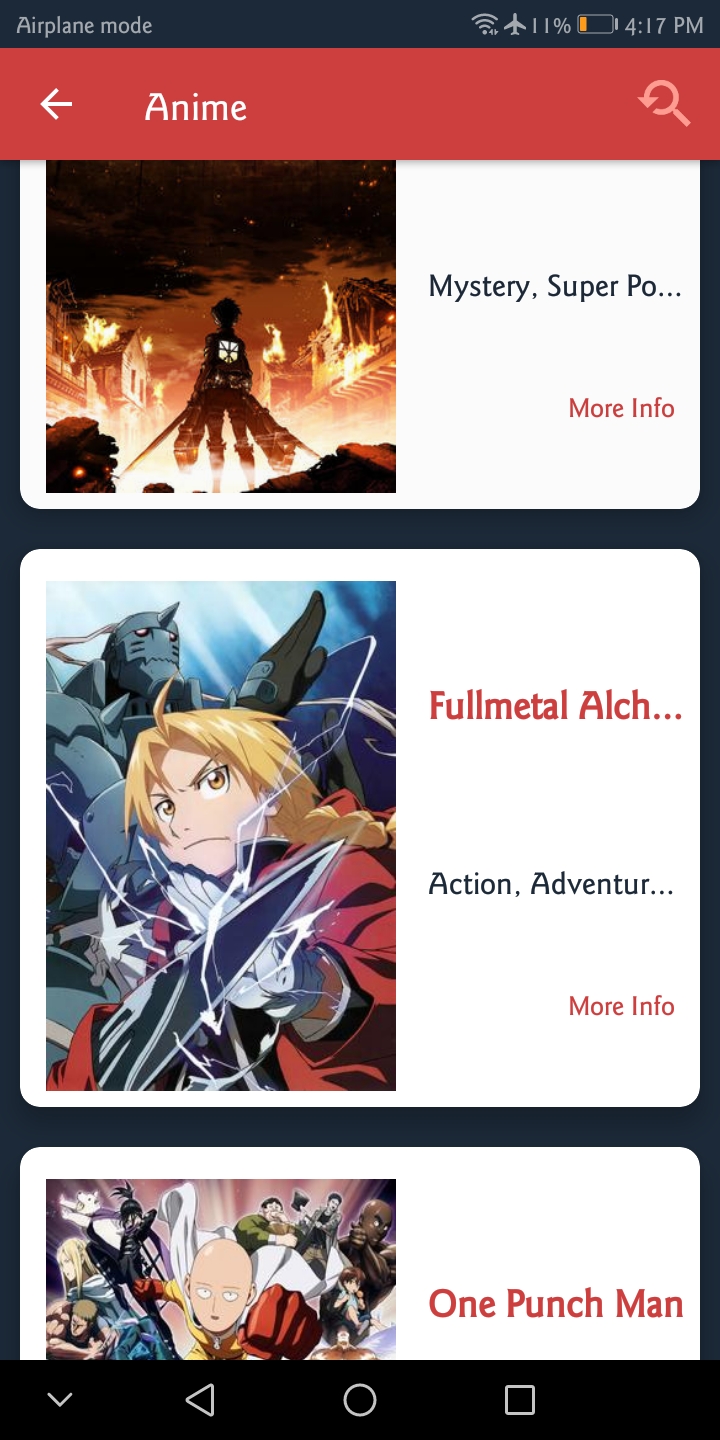 Airplane mode
11%
4:17 PM
Anime
Mystery, Super Po...
More Info
Fullmetal Alch...
Action, Adventur...
More Info
One Punch Man